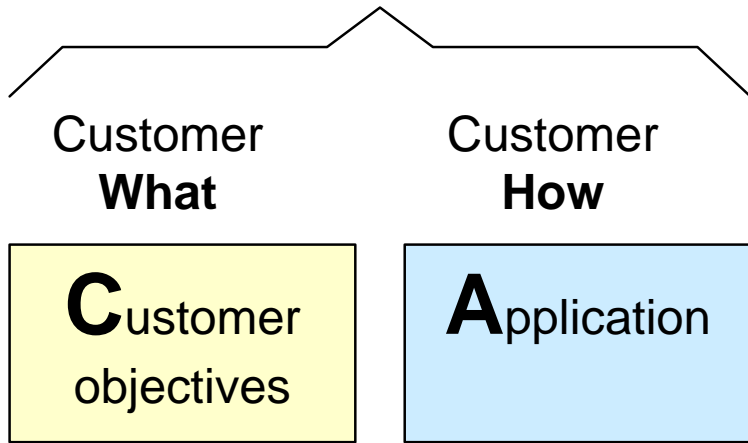 Customer
What
Customer
How
Customer
objectives
Application